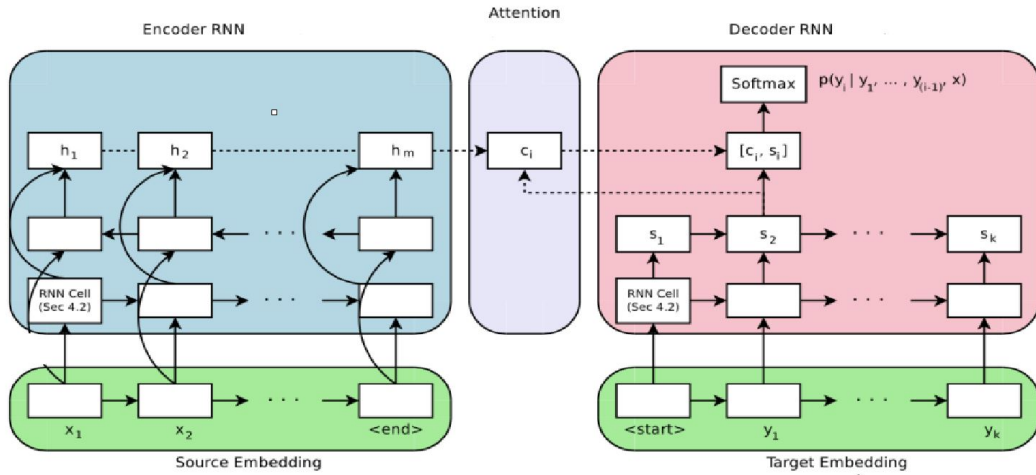 Attention
Encoder RNN
Decoder RNN
Softmax
p(y_i | y_1, ... , y_(i-1), x)
h_1
h_2
h_m
c_i
[c_i, s_i]
. . .
s_1
s_2
. . .
s_k
RNN Cell
(Sec 4.2)
. . .
RNN Cell
(Sec 4.2)
. . .
. . .
. . .
x_1
x_2
<end>
<start>
y_1
y_k
Source Embedding
Target Embedding